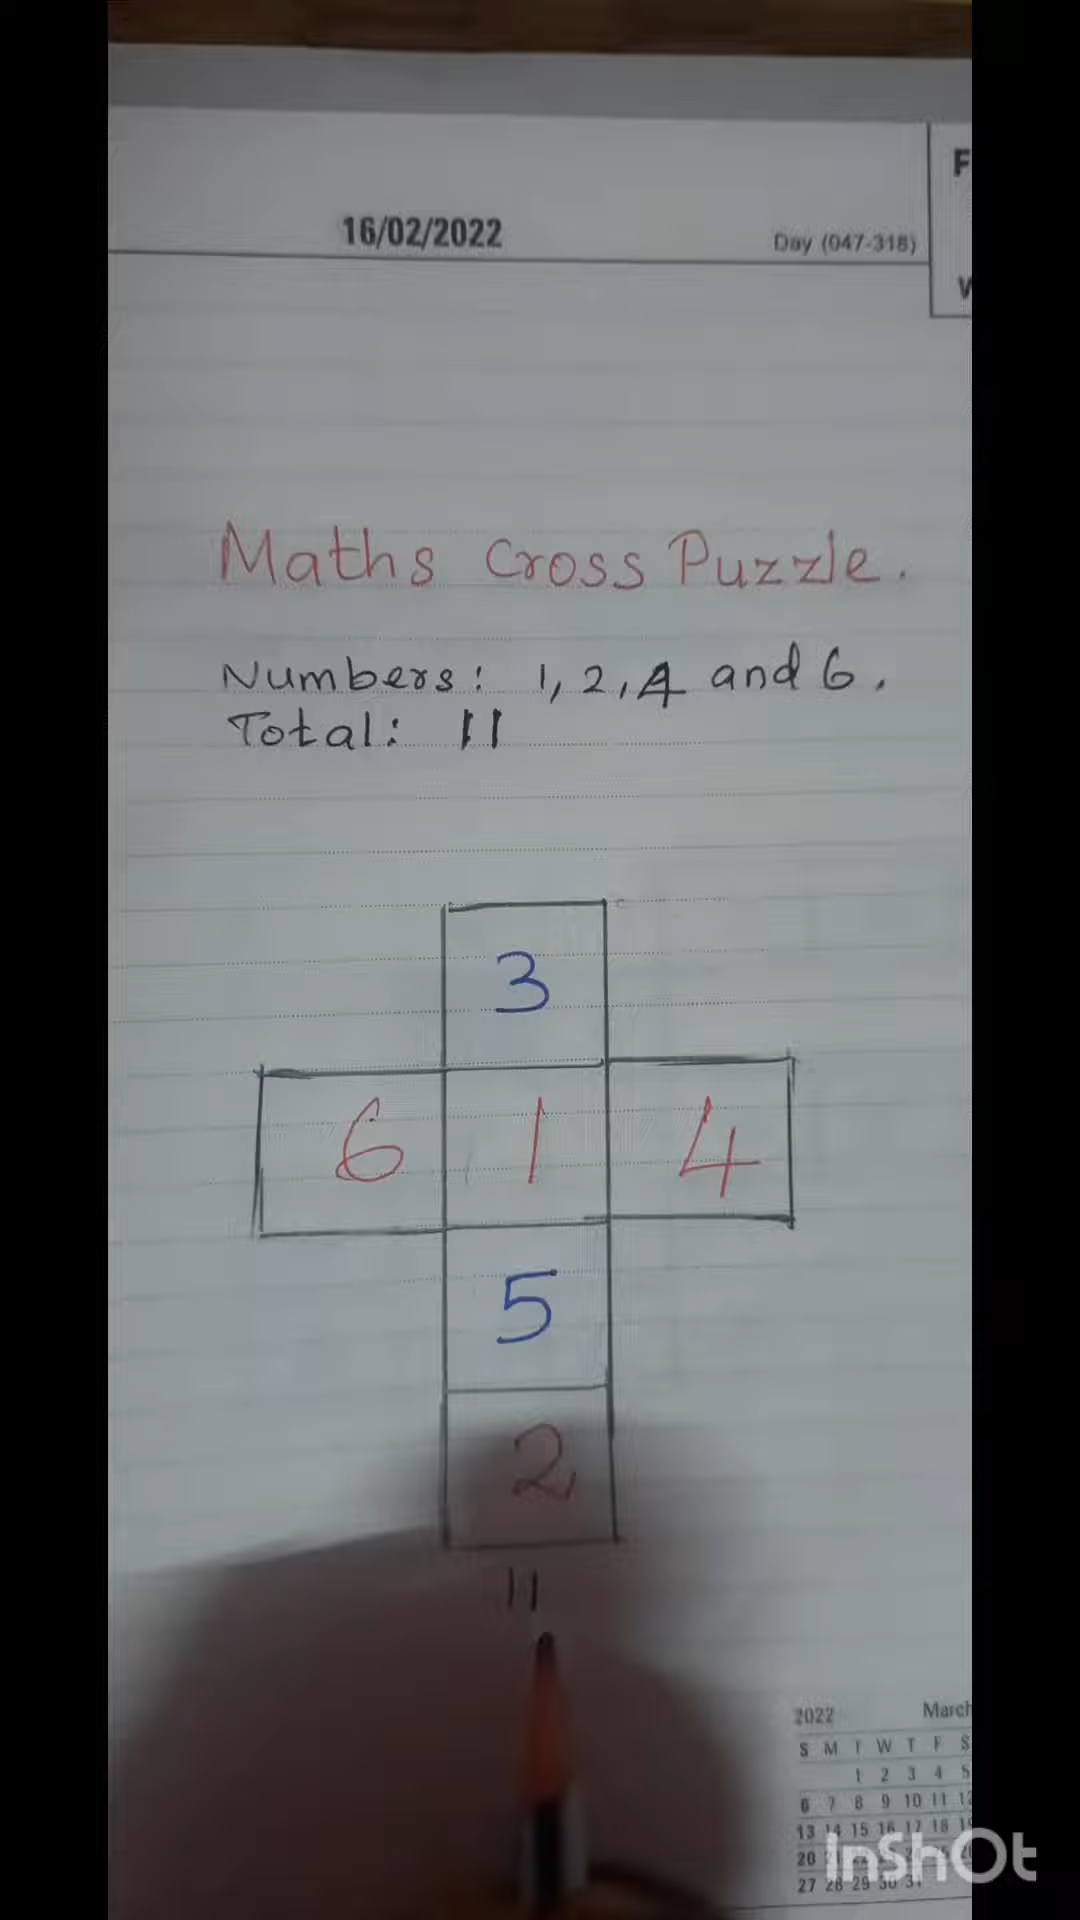 F
16/02/2022
Day (047-318)
Maths Cross Puzzle.
Numbers: 1, 2, 4 and 6.
Total: 11
3
6 1 4
5
2
11
2022 March
S M T W T F S
1 2 3 4 5
6 7 8 9 10 11 12
13 14 15 16 17 18 19
20
27 28 29 30 31
InShOt